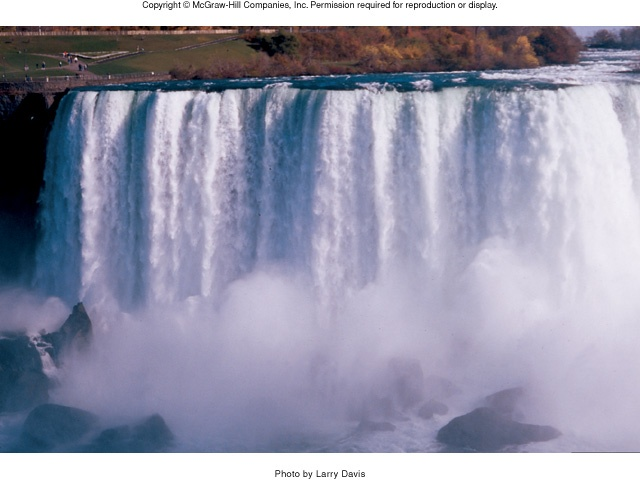 Copyright © McGraw-Hill Companies, Inc. Permission required for reproduction or display.
Photo by Larry Davis